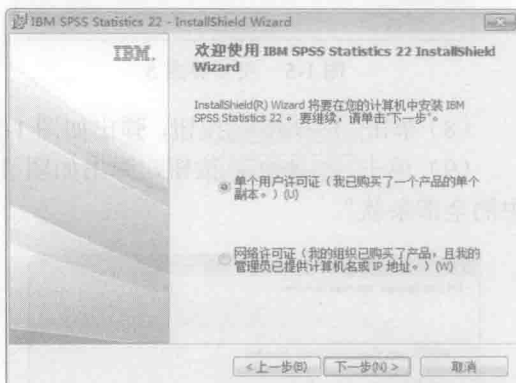 IBM SPSS Statistics 22 - InstallShield Wizard
IBM.
欢迎使用 IBM SPSS Statistics 22 InstallShield
Wizard
InstallShield(R) Wizard 将要在您的计算机中安装 IBM
SPSS Statistics 22。要继续，请单击"下一步"。
单个用户许可证（我已购买了一个产品的单个
副本。）(U)
网络许可证（我的组织已购买了产品，且我的
管理员已提供计算机名或 IP 地址。）(W)
<上一步(B)
下一步(N) >
取消